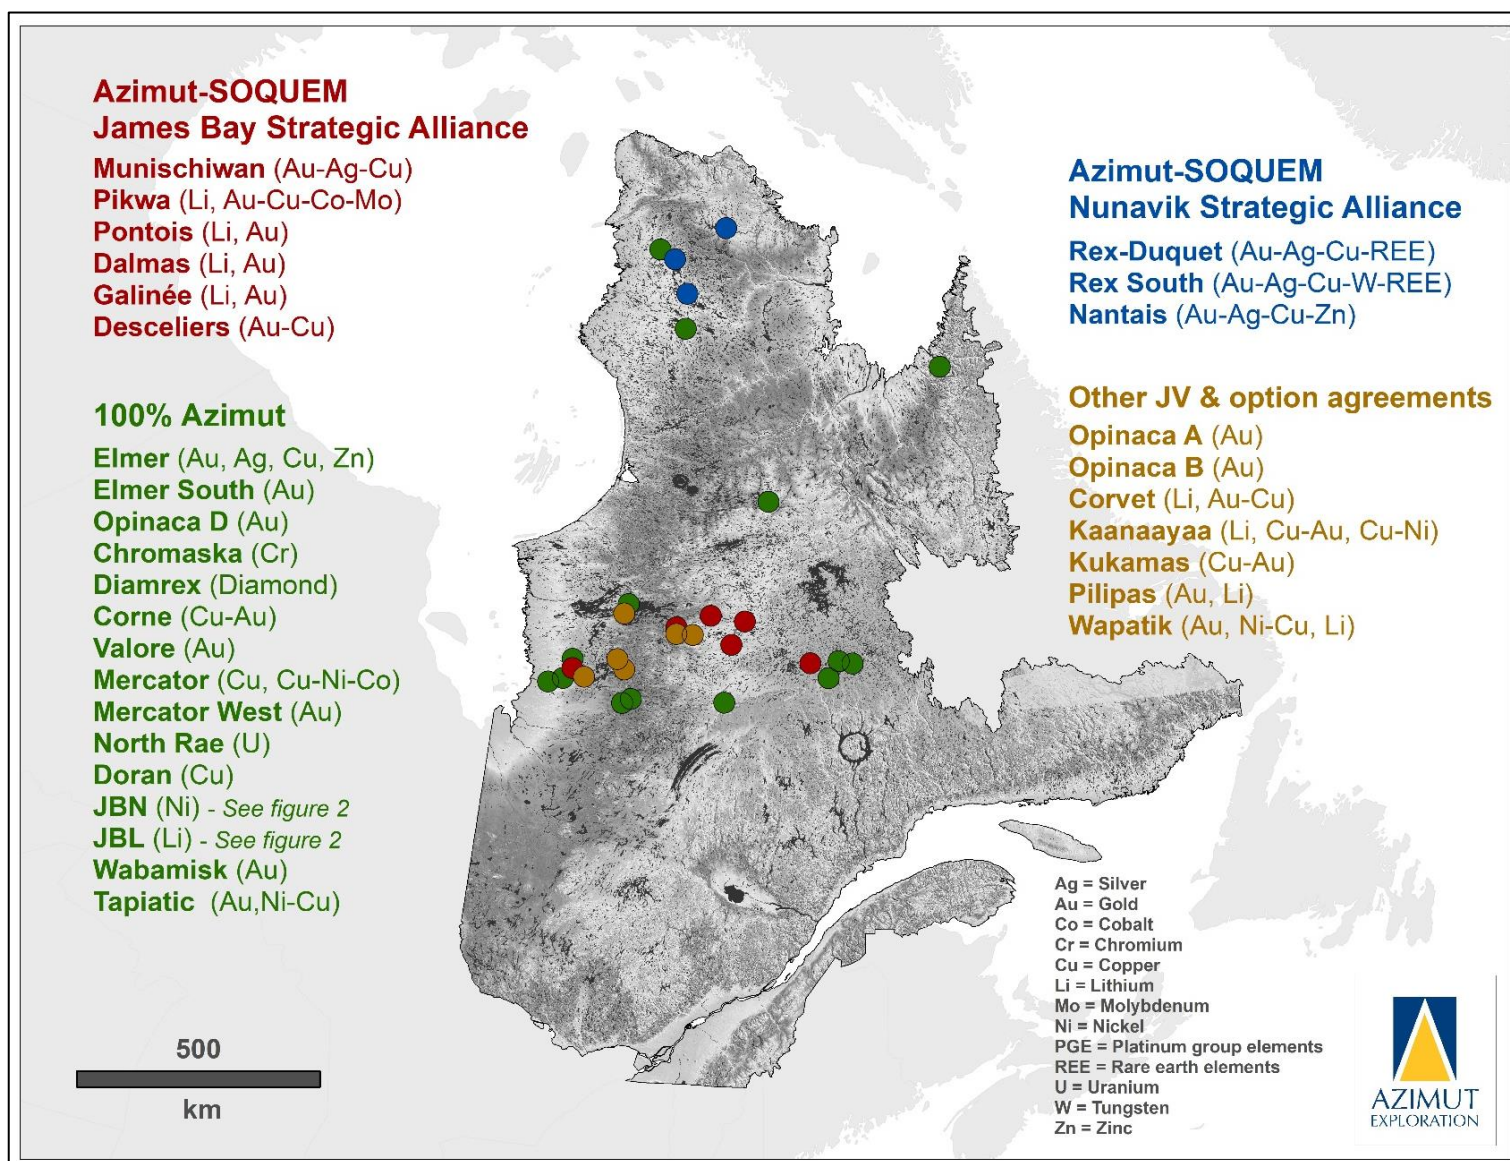 Azimut-SOQUEM
James Bay Strategic Alliance
Munischiwan (Au-Ag-Cu)
Pikwa (Li, Au-Cu-Co-Mo)
Pontois (Li, Au)
Dalmas (Li, Au)
Galinée (Li, Au)
Desceliers (Au-Cu)
100% Azimut
Elmer (Au, Ag, Cu, Zn)
Elmer South (Au)
Opinaca D (Au)
Chromaska (Cr)
Diamrex (Diamond)
Corne (Cu-Au)
Valore (Au)
Mercator (Cu, Cu-Ni-Co)
Mercator West (Au)
North Rae (U)
Doran (Cu)
JBN (Ni) - See figure 2
JBL (Li) - See figure 2
Wabamisk (Au)
Tapiatic (Au,Ni-Cu)
500
km
Azimut-SOQUEM
Nunavik Strategic Alliance
Rex-Duquet (Au-Ag-Cu-REE)
Rex South (Au-Ag-Cu-W-REE)
Nantais (Au-Ag-Cu-Zn)
Other JV & option agreements
Opinaca A (Au)
Opinaca B (Au)
Corvet (Li, Au-Cu)
Kaanaayaa (Li, Cu-Au, Cu-Ni)
Kukamas (Cu-Au)
Pilipas (Au, Li)
Wapatik (Au, Ni-Cu, Li)
Ag = Silver
Au = Gold
Co = Cobalt
Cr = Chromium
Cu = Copper
Li = Lithium
Mo = Molybdenum
Ni = Nickel
PGE = Platinum group elements
REE = Rare earth elements
U = Uranium
W = Tungsten
Zn = Zinc
AZIMUT
EXPLORATION